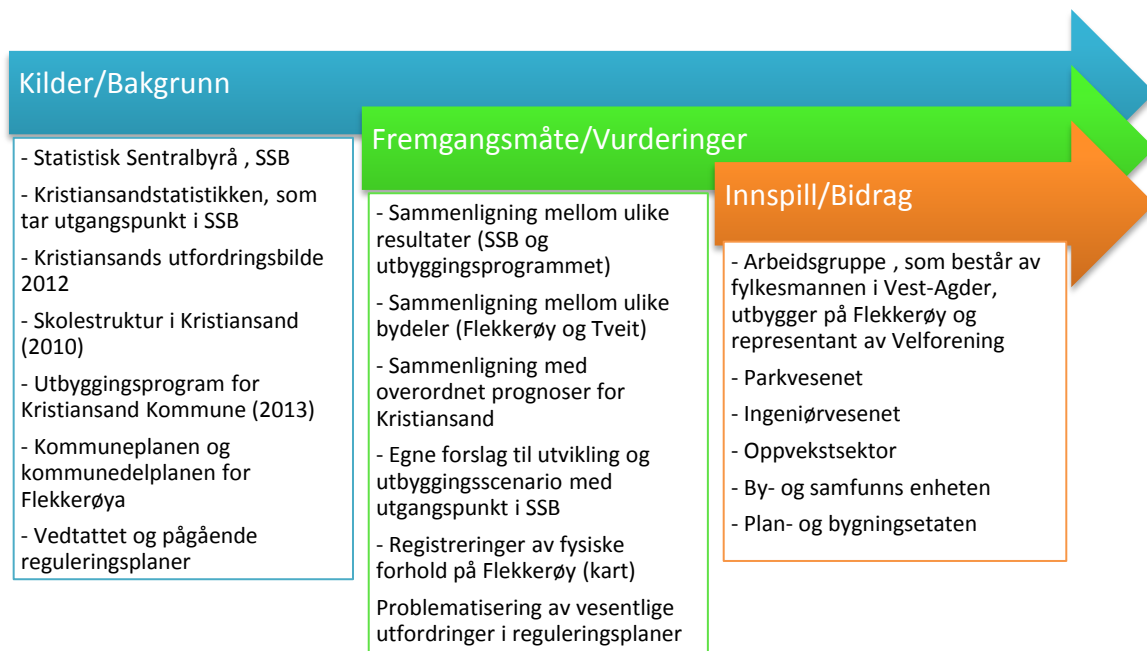 Kilder/Bakgrunn
- Statistisk Sentralbyrå , SSB
- Kristiansandstatistikken, som
tar utgangspunkt i SSB
- Kristiansands utfordringsbilde
2012
- Skolestruktur i Kristiansand
(2010)
- Utbyggingsprogram for
Kristiansand Kommune (2013)
- Kommuneplanen og
kommunedelplanen for
Flekkerøya
- Vedtattet og pågående
reguleringsplaner
Fremgangsmåte/Vurderinger
- Sammenligning mellom ulike
resultater (SSB og
utbyggingsprogrammet)
- Sammenligning mellom ulike
bydeler (Flekkerøy og Tveit)
- Sammenligning med
overordnet prognoser for
Kristiansand
- Egne forslag til utvikling og
utbyggingsscenario med
utgangspunkt i SSB
- Registreringer av fysiske
forhold på Flekkerøy (kart)
Problematisering av vesentlige
utfordringer i reguleringsplaner
Innspill/Bidrag
- Arbeidsgruppe , som består av
fylkesmannen i Vest-Agder,
utbygger på Flekkerøy og
representant av Velforening
- Parkvesenet
- Ingeniørvesenet
- Oppvekstsektor
- By- og samfunns enheten
- Plan- og bygningsetaten